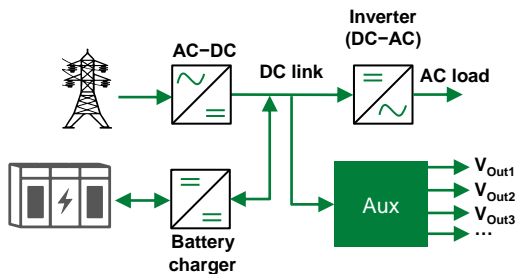 Inverter
(DC−AC)
AC−DC
DC link
AC load
Battery
charger
Aux
VOut1
VOut2
VOut3
...